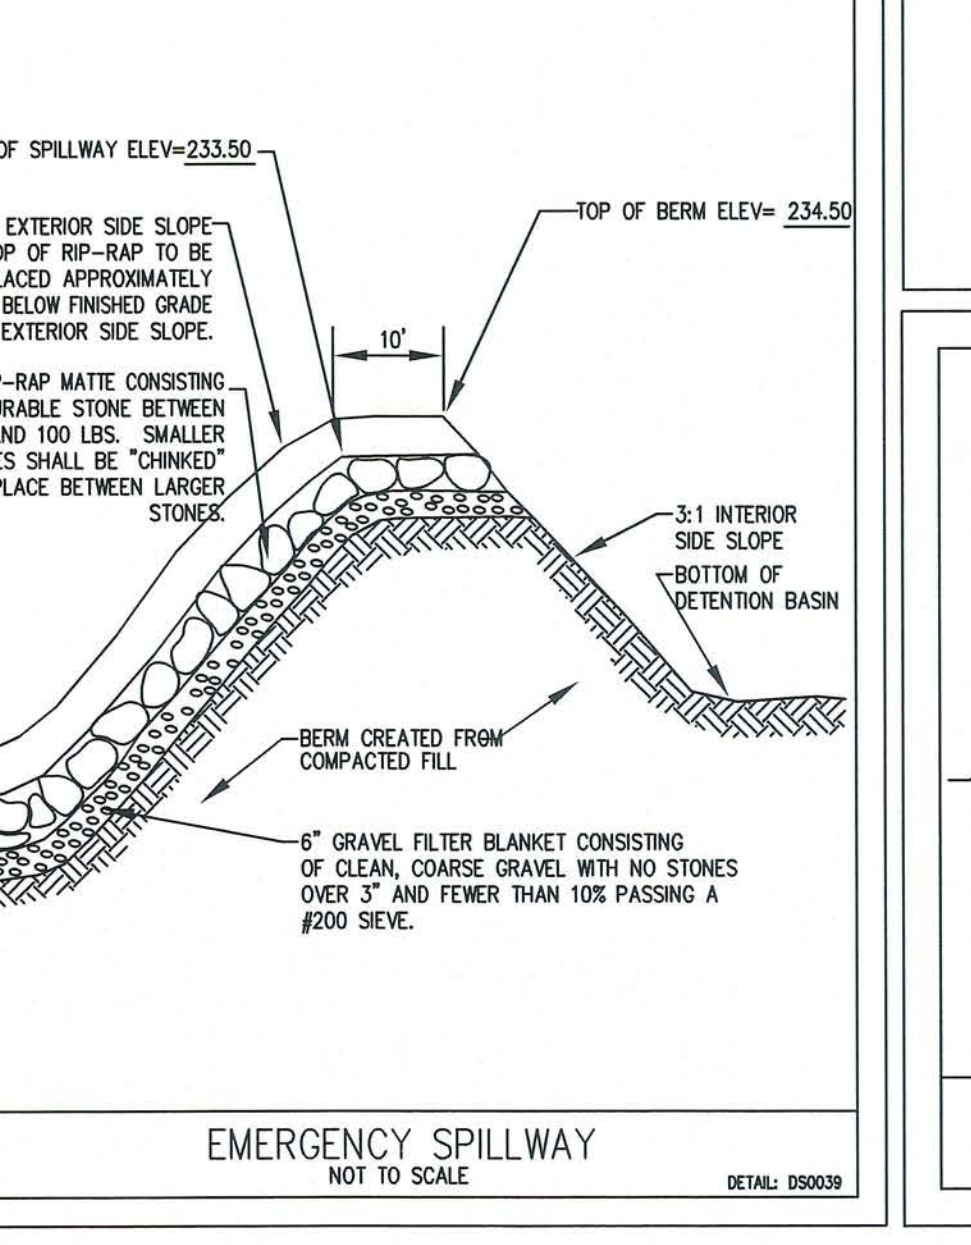 OF SPILLWAY ELEV=233.50
TOP OF BERM ELEV= 234.50
EXTERIOR SIDE SLOPE
OP OF RIP-RAP TO BE
LACED APPROXIMATELY
BELOW FINISHED GRADE
EXTERIOR SIDE SLOPE.
10'
P-RAP MATTE CONSISTING
URABLE STONE BETWEEN
AND 100 LBS. SMALLER
ES SHALL BE "CHINKED"
PLACE BETWEEN LARGER
STONES.
3:1 INTERIOR
SIDE SLOPE
BOTTOM OF
DETENTION BASIN
BERM CREATED FROM
COMPACTED FILL
6" GRAVEL FILTER BLANKET CONSISTING
OF CLEAN, COARSE GRAVEL WITH NO STONES
OVER 3" AND FEWER THAN 10% PASSING A
#200 SIEVE.
EMERGENCY SPILLWAY
NOT TO SCALE
DETAIL: DS0039